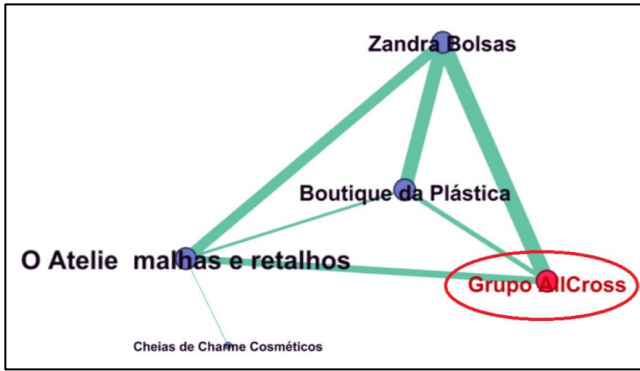 Zandra Bolsas
Boutique da Plástica
O Atelie malhas e retalhos
Grupo AllCross
Cheias de Charme Cosméticos